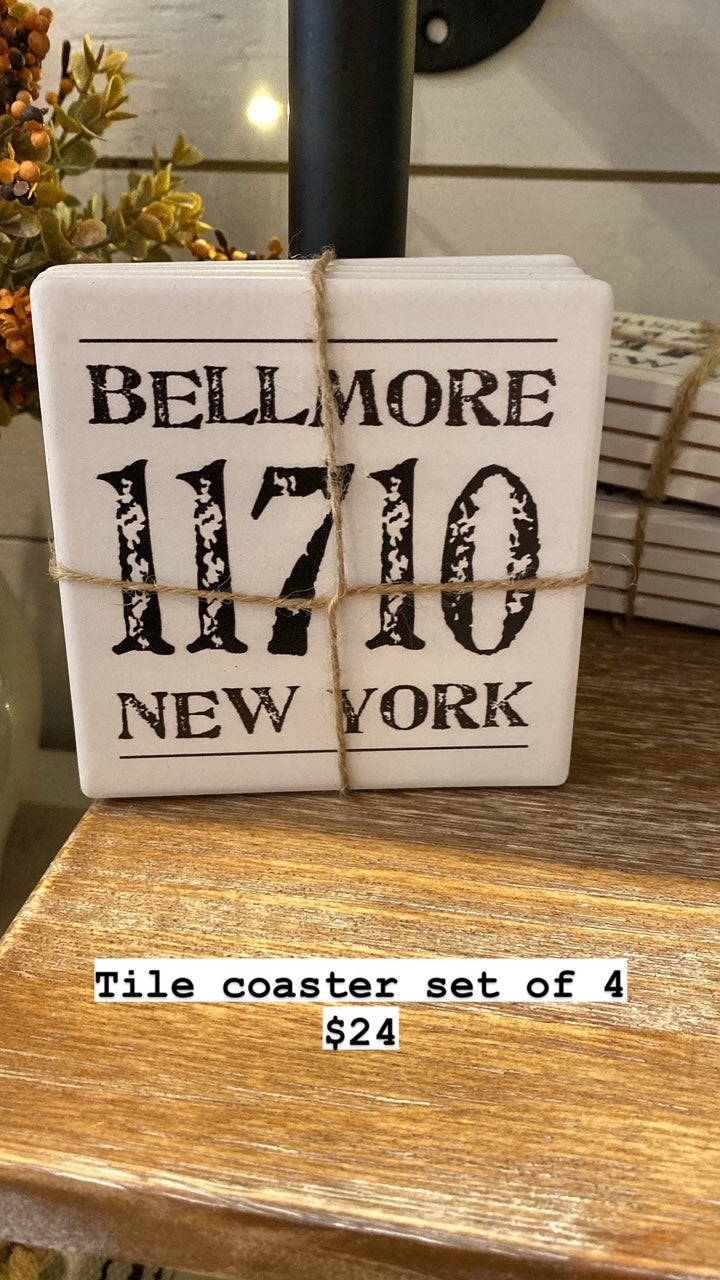 BELLMORE
11710
NEW YORK
Tile coaster set of 4
$24